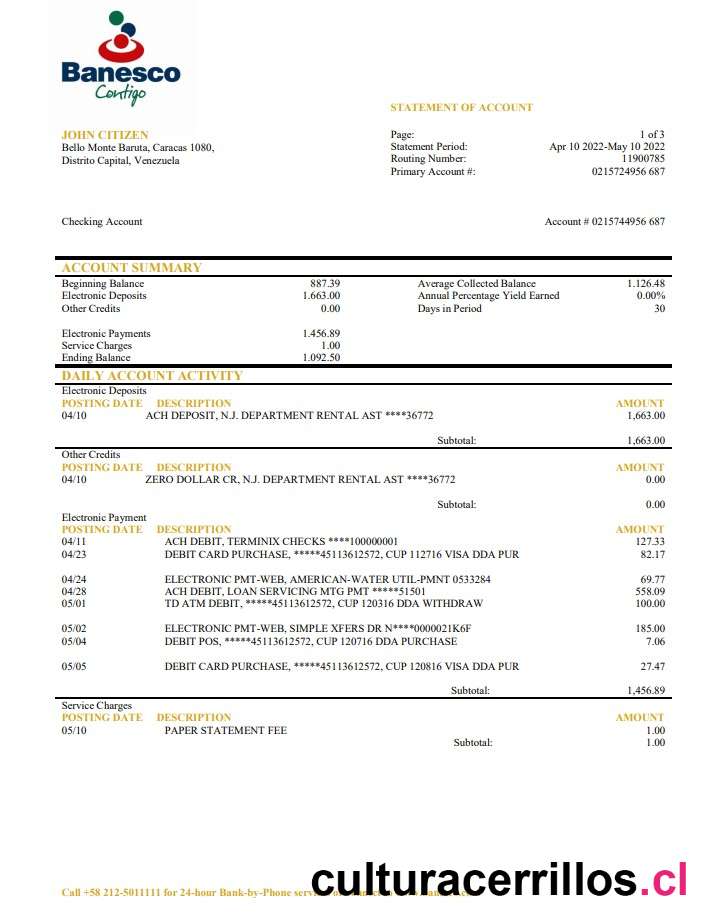 Banesco
Contigo
STATEMENT OF ACCOUNT
JOHN CITIZEN
Bello Monte Baruta, Caracas 1080,
Distrito Capital, Venezuela
Page: 1 of 3
Statement Period: Apr 10 2022-May 10 2022
Routing Number: 11900785
Primary Account #: 0215724956 687
Checking Account Account # 0215744956 687
ACCOUNT SUMMARY
Beginning Balance 887.39 Average Collected Balance 1.126.48
Electronic Deposits 1.663.00 Annual Percentage Yield Earned 0.00%
Other Credits 0.00 Days in Period 30
Electronic Payments 1.456.89
Service Charges 1.00
Ending Balance 1.092.50
DAILY ACCOUNT ACTIVITY
Electronic Deposits
POSTING DATE DESCRIPTION AMOUNT
04/10 ACH DEPOSIT, N.J. DEPARTMENT RENTAL AST ****36772 1,663.00
Subtotal: 1,663.00
Other Credits
POSTING DATE DESCRIPTION AMOUNT
04/10 ZERO DOLLAR CR, N.J. DEPARTMENT RENTAL AST ****36772 0.00
Subtotal: 0.00
Electronic Payment
POSTING DATE DESCRIPTION AMOUNT
04/11 ACH DEBIT, TERMINIX CHECKS ****100000001 127.33
04/23 DEBIT CARD PURCHASE, *****45113612572, CUP 112716 VISA DDA PUR 82.17
04/24 ELECTRONIC PMT-WEB, AMERICAN-WATER UTIL-PMNT 0533284 69.77
04/28 ACH DEBIT, LOAN SERVICING MTG PMT *****51501 558.09
05/01 TD ATM DEBIT, *****45113612572, CUP 120316 DDA WITHDRAW 100.00
05/02 ELECTRONIC PMT-WEB, SIMPLE XFERS DR N****0000021K6F 185.00
05/04 DEBIT POS, *****45113612572, CUP 120716 DDA PURCHASE 7.06
05/05 DEBIT CARD PURCHASE, *****45113612572, CUP 120816 VISA DDA PUR 27.47
Subtotal: 1,456.89
Service Charges
POSTING DATE DESCRIPTION AMOUNT
05/10 PAPER STATEMENT FEE 1.00
Subtotal: 1.00
Call +58 212-5011111 for 24-hour Bank-by-Phone
culturacerrillos.cl